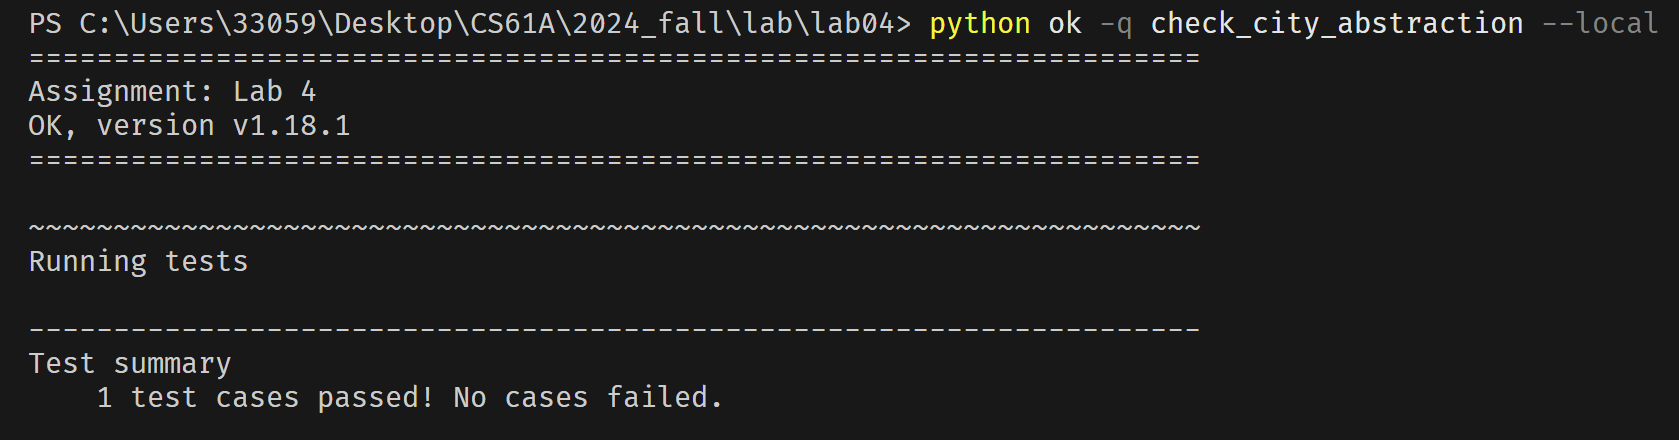 PS C:\Users\33059\Desktop\CS61A\2024_fall\lab\lab04> python ok -q check_city_abstraction --local
=====================================================================
Assignment: Lab 4
OK, version v1.18.1
=====================================================================
~~~~~~~~~~~~~~~~~~~~~~~~~~~~~~~~~~~~~~~~~~~~~~~~~~~~~~~~~~~~~~~~~~~~~
Running tests
---------------------------------------------------------------------
Test summary
    1 test cases passed! No cases failed.